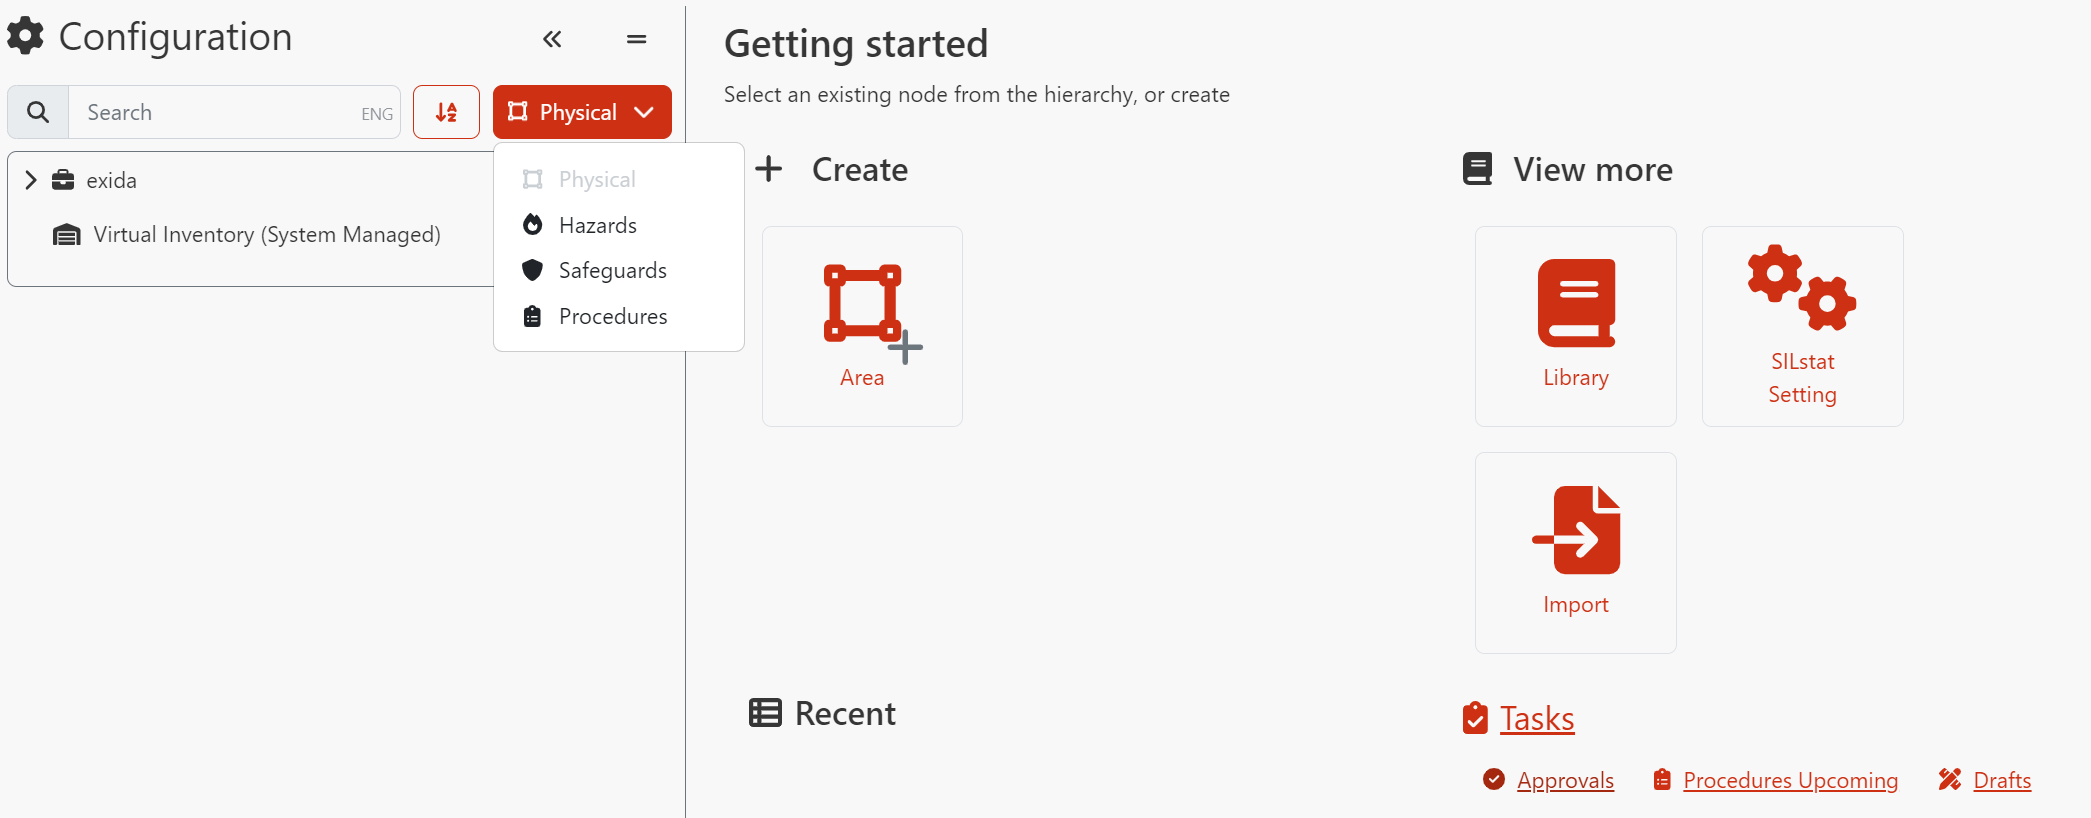 Configuration
Search
ENG
Physical
exida
Virtual Inventory (System Managed)
Physical
Hazards
Safeguards
Procedures
Getting started
Select an existing node from the hierarchy, or create
Create
Area
View more
Library
SILstat
Setting
Import
Recent
Tasks
Approvals
Procedures Upcoming
Drafts